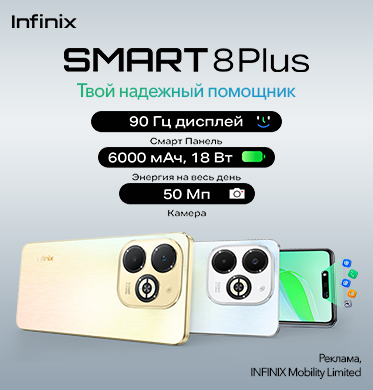 Infinix
SMART 8 Plus
Твой надежный помощник
90 Гц дисплей
Смарт Панель
6000 мАч, 18 Вт
Энергия на весь день
50 Мп
Камера
Infinix
Реклама,
INFINIX Mobility Limited